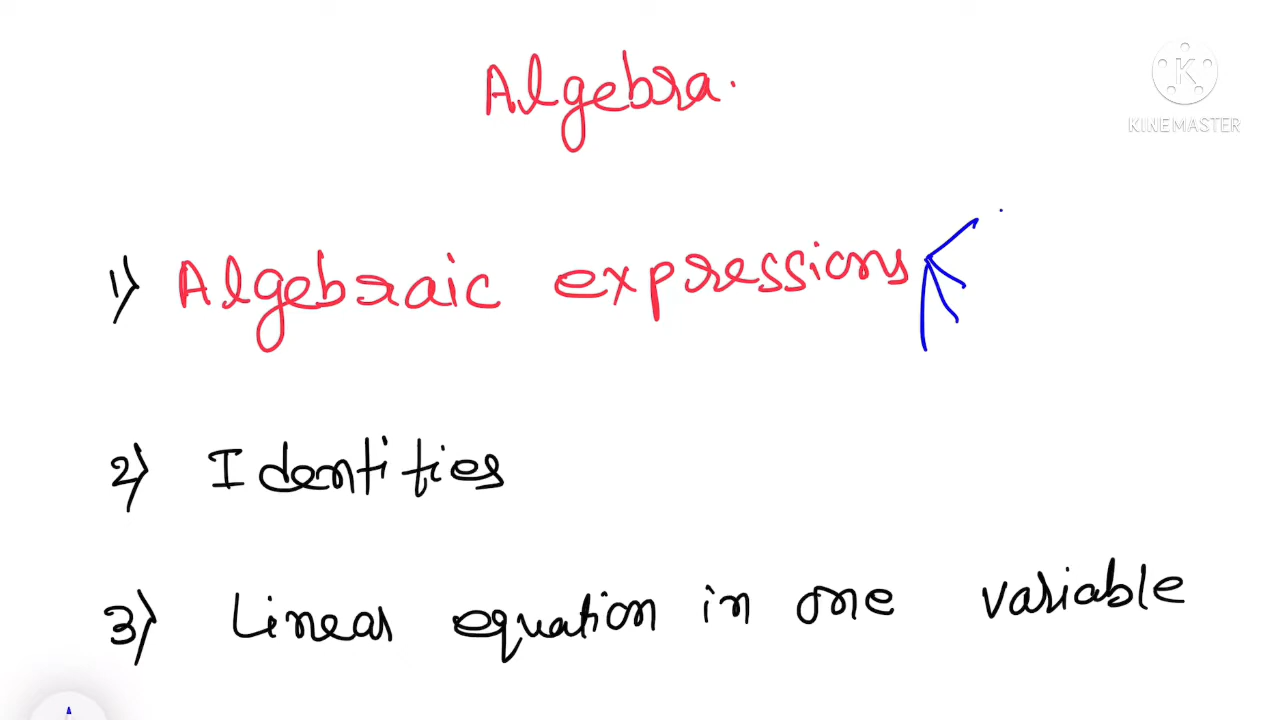 Algebra.
K
KINEMASTER
1) Algebraic expressions
2) Identities
3) Linear equation in one variable